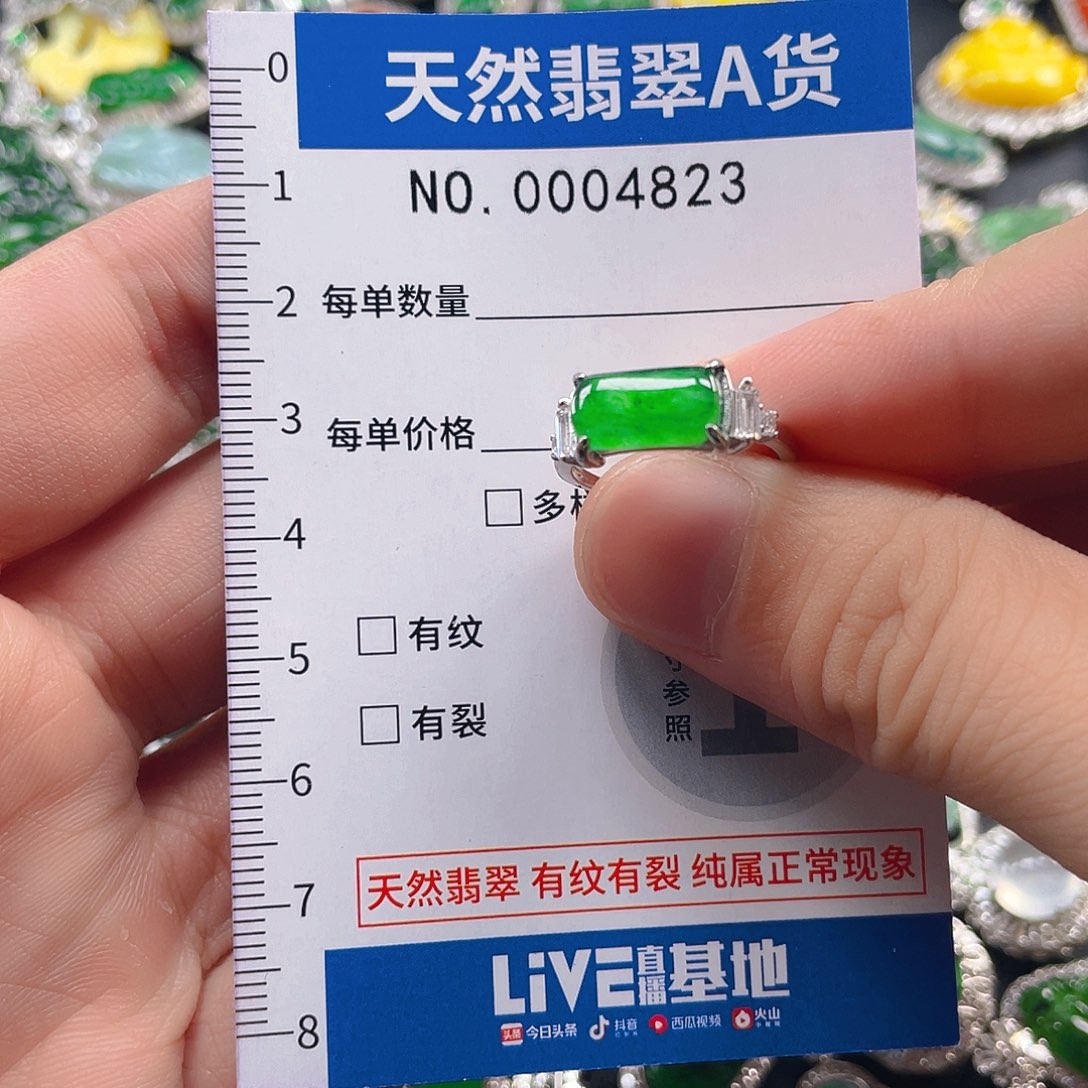 天然翡翠A货
NO. 0004823
0
1
2
3
4
5
6
7
8
每单数量
每单价格
多
有纹
有裂
寸参照
天然翡翠 有纹有裂 纯属正常现象
LiVE直播基地
头条 今日头条 抖音 西瓜视频 火山